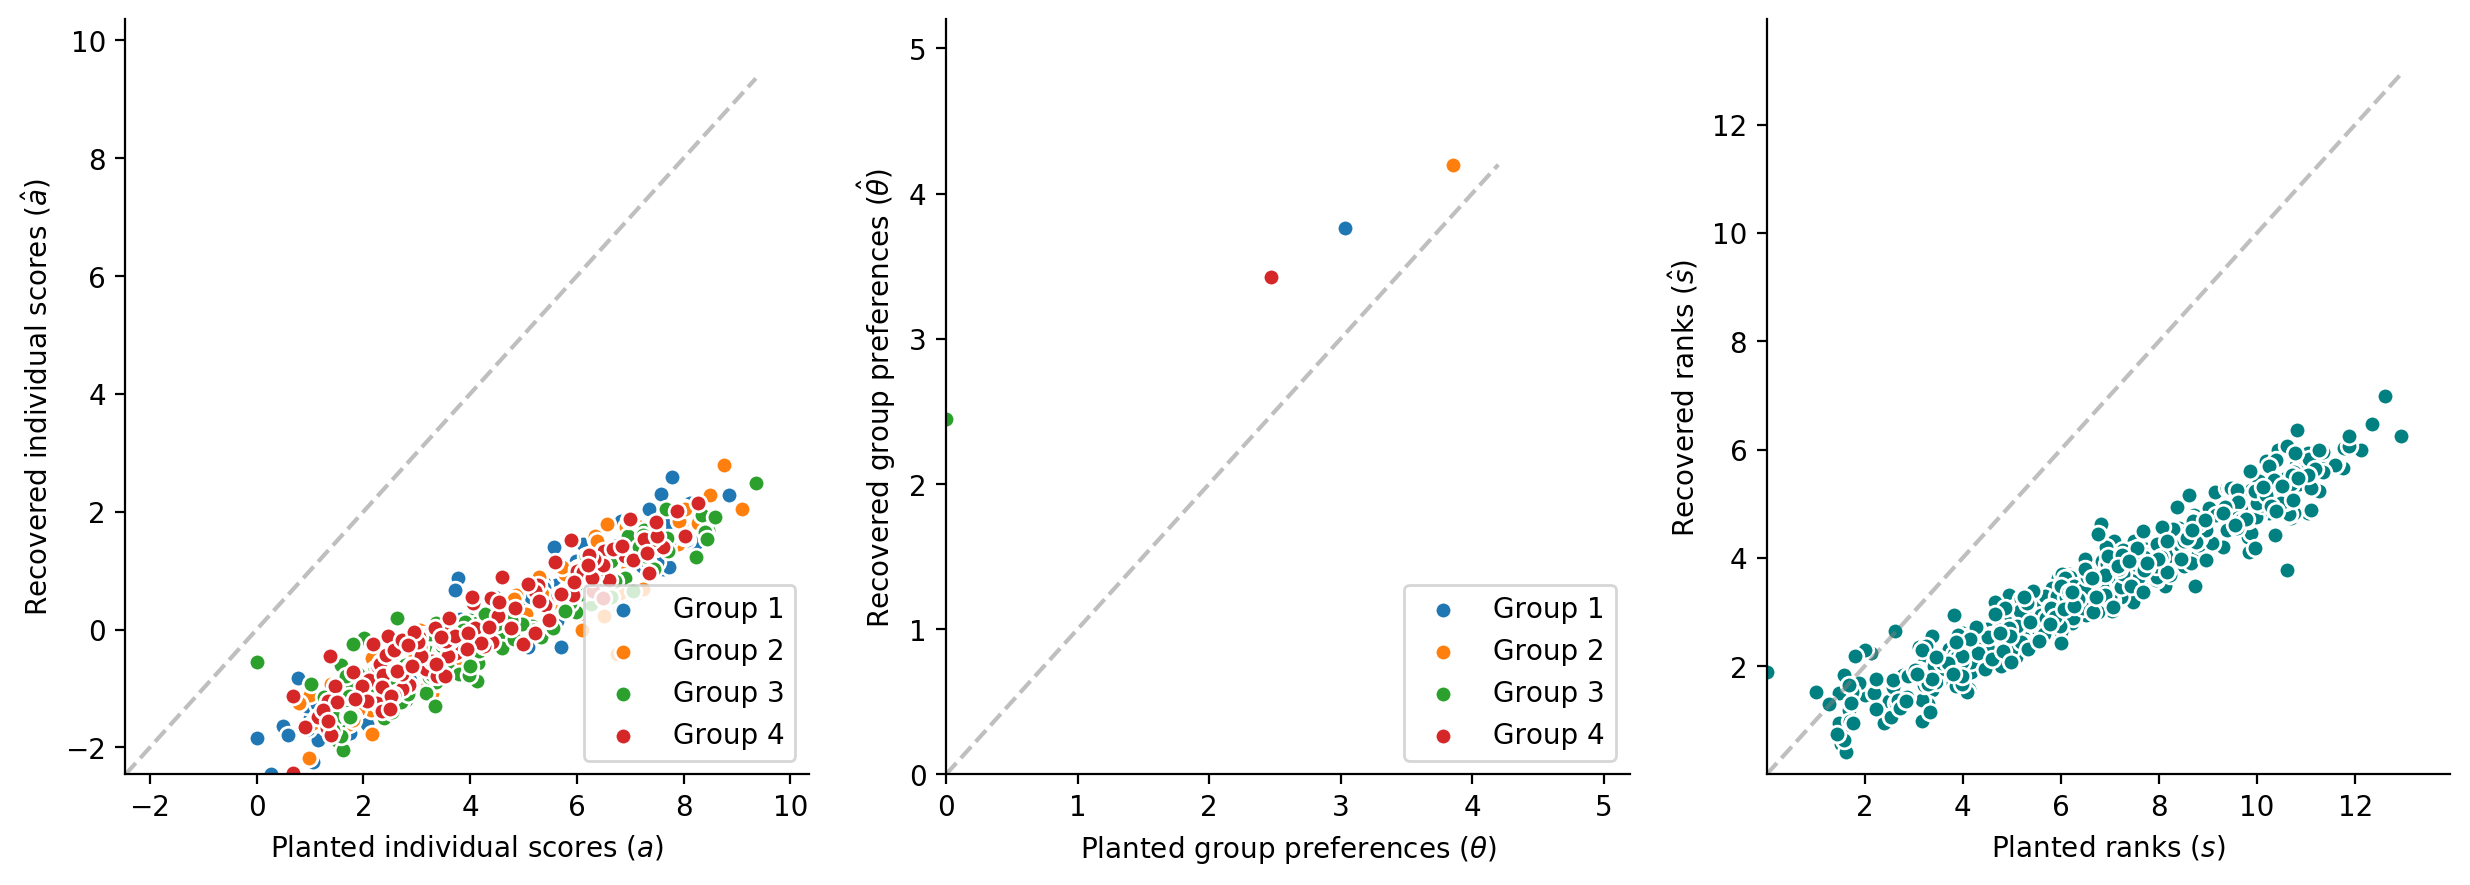 10
8
6
4
2
0
−2
−2
0
2
4
6
8
10
Recovered individual scores (â)
Planted individual scores (a)
Group 1
Group 2
Group 3
Group 4
5
4
3
2
1
0
0
1
2
3
4
5
Recovered group preferences (θ̂)
Planted group preferences (θ)
Group 1
Group 2
Group 3
Group 4
12
10
8
6
4
2
2
4
6
8
10
12
Recovered ranks (ŝ)
Planted ranks (s)